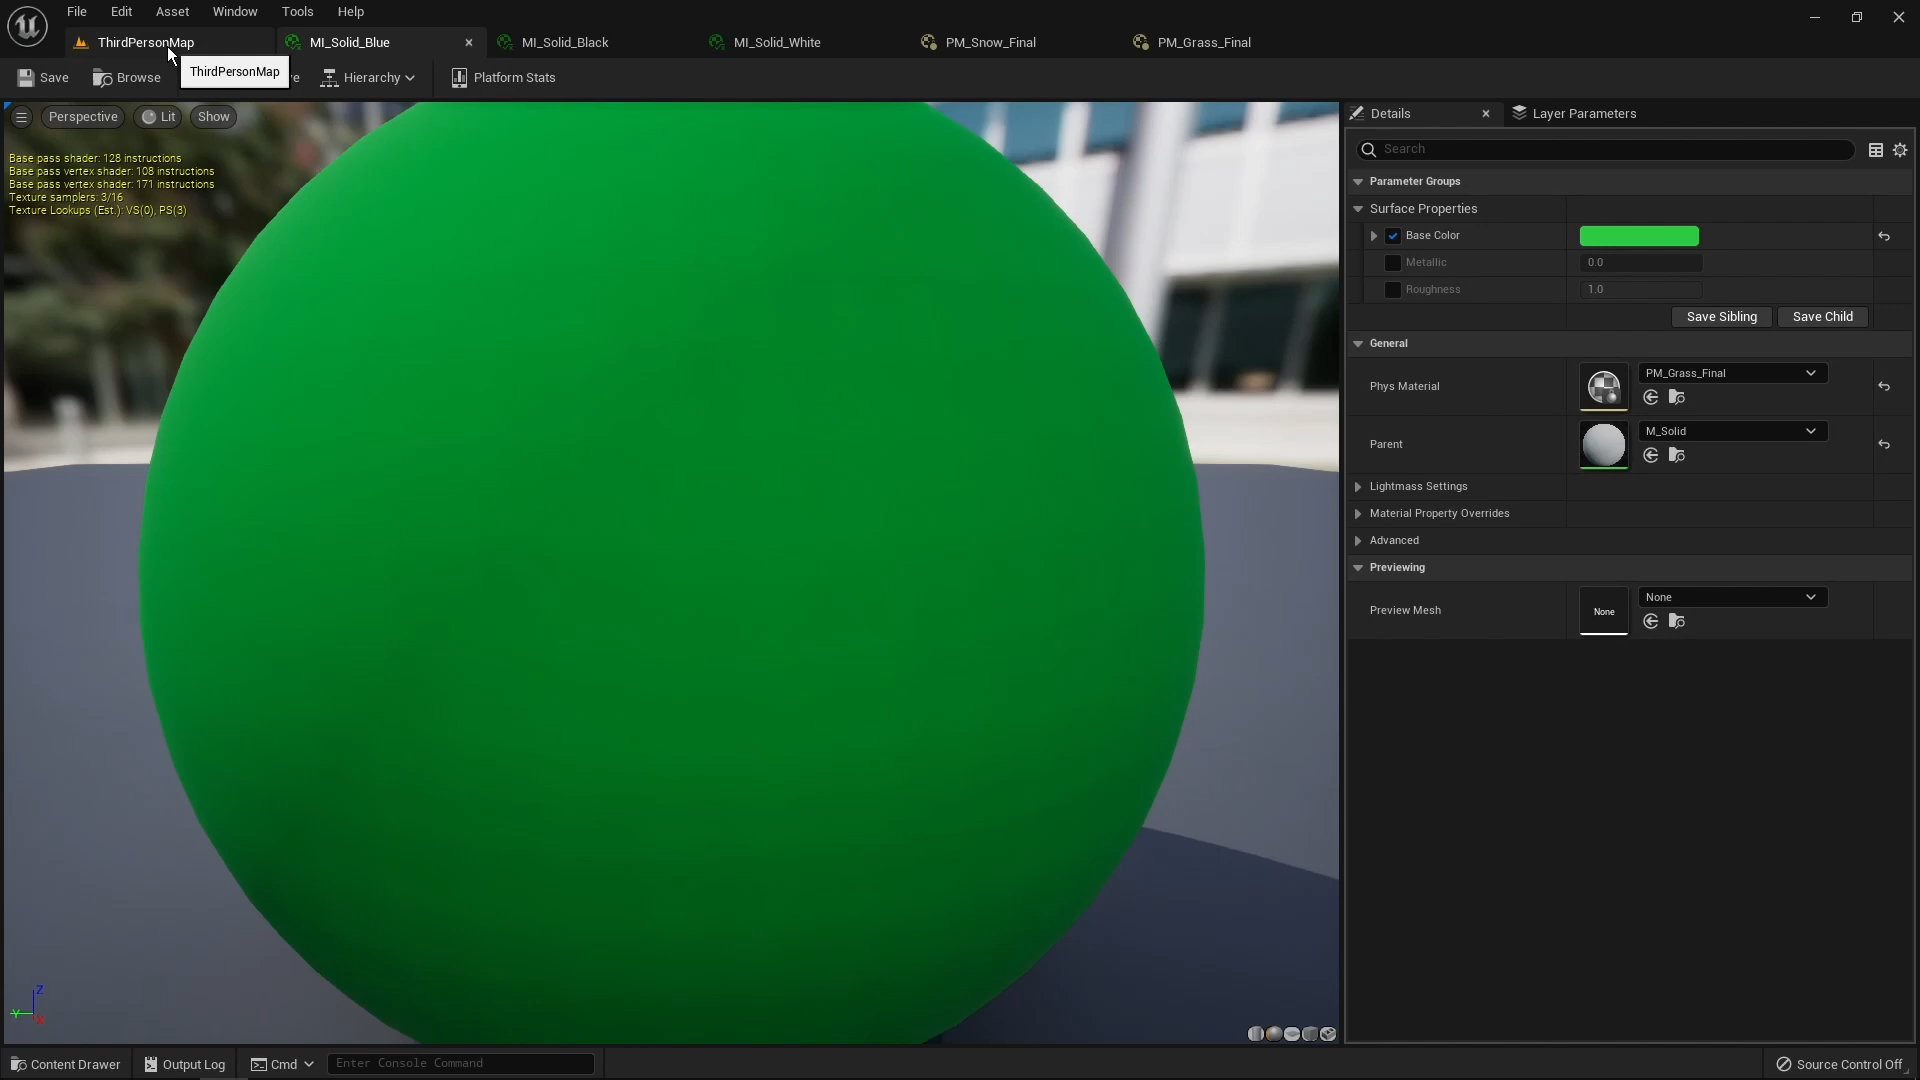 File Edit Asset Window Tools Help
ThirdPersonMap MI_Solid_Blue MI_Solid_Black MI_Solid_White PM_Snow_Final PM_Grass_Final
Save Browse ThirdPersonMap Hierarchy Platform Stats
Perspective Lit Show
Base pass shader: 128 instructions
Base pass vertex shader: 108 instructions
Base pass vertex shader: 171 instructions
Texture samplers: 3/16
Texture Lookups (Est.): VS(0), PS(3)
Z
Y
X
Details Layer Parameters
Search
Parameter Groups
Surface Properties
Base Color
Metallic 0.0
Roughness 1.0
Save Sibling Save Child
General
Phys Material PM_Grass_Final
Parent M_Solid
Lightmass Settings
Material Property Overrides
Advanced
Previewing
Preview Mesh None None
Content Drawer Output Log Cmd Enter Console Command Source Control Off